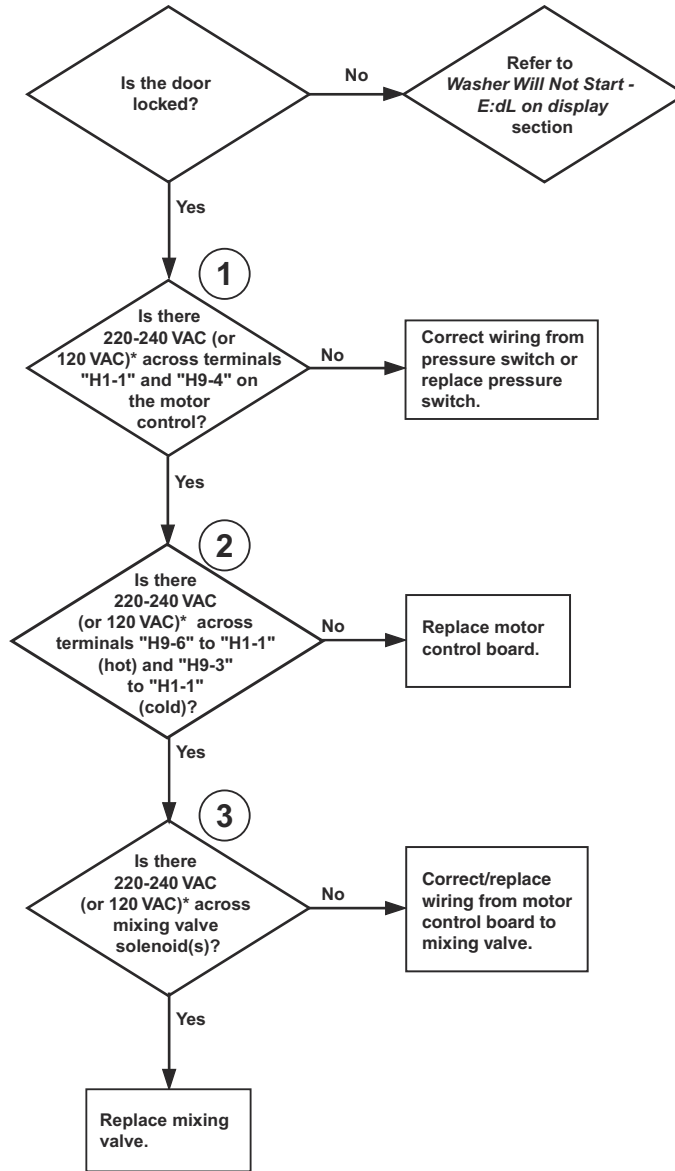 Is the door
locked?
No
Refer to
Washer Will Not Start -
E:dL on display
section
Yes
1
Is there
220-240 VAC (or
120 VAC)* across terminals
"H1-1" and "H9-4" on
the motor
control?
No
Correct wiring from
pressure switch or
replace pressure
switch.
Yes
2
Is there
220-240 VAC
(or 120 VAC)* across
terminals "H9-6" to "H1-1"
(hot) and "H9-3"
to "H1-1"
(cold)?
No
Replace motor
control board.
Yes
3
Is there
220-240 VAC
(or 120 VAC)* across
mixing valve
solenoid(s)?
No
Correct/replace
wiring from motor
control board to
mixing valve.
Yes
Replace mixing
valve.